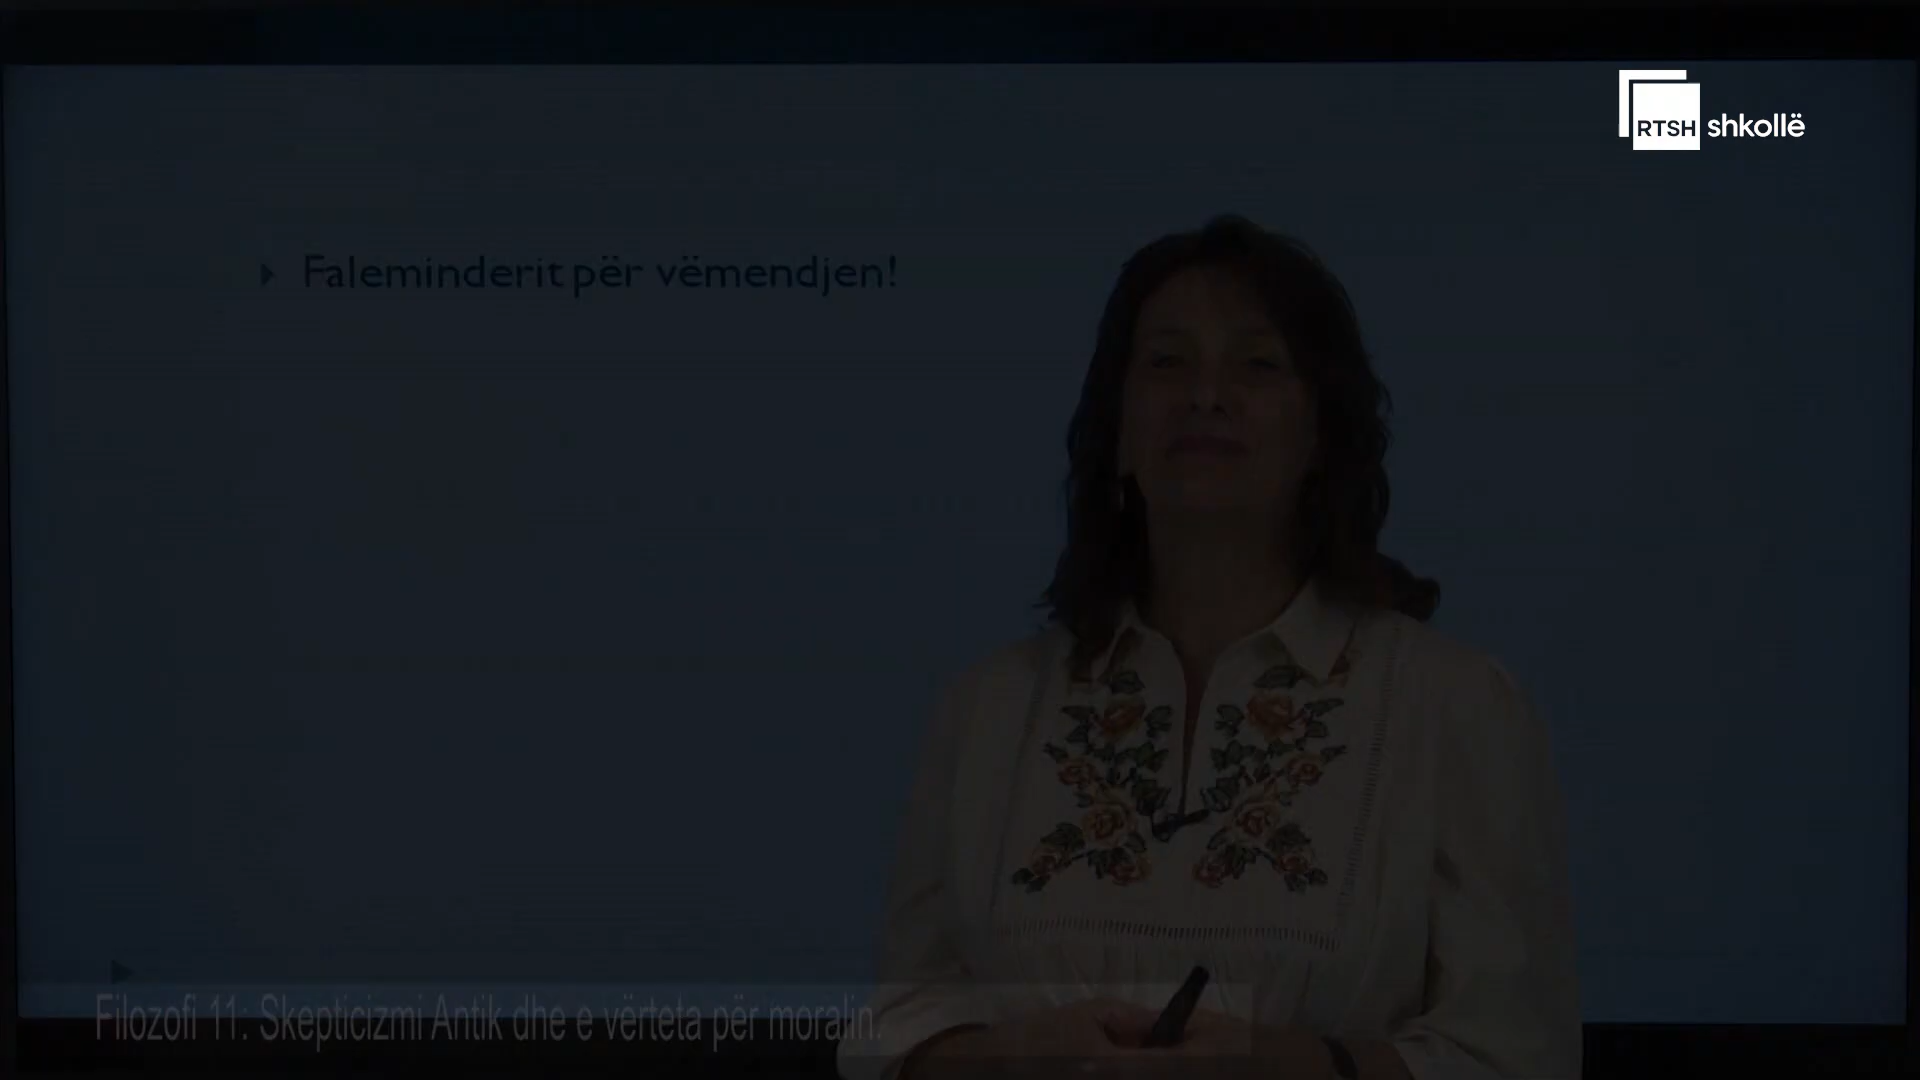 RTSH shkollë
Faleminderit për vëmendjen!
Filozofi 11: Skepticizmi Antik dhe e vërteta për moralin.